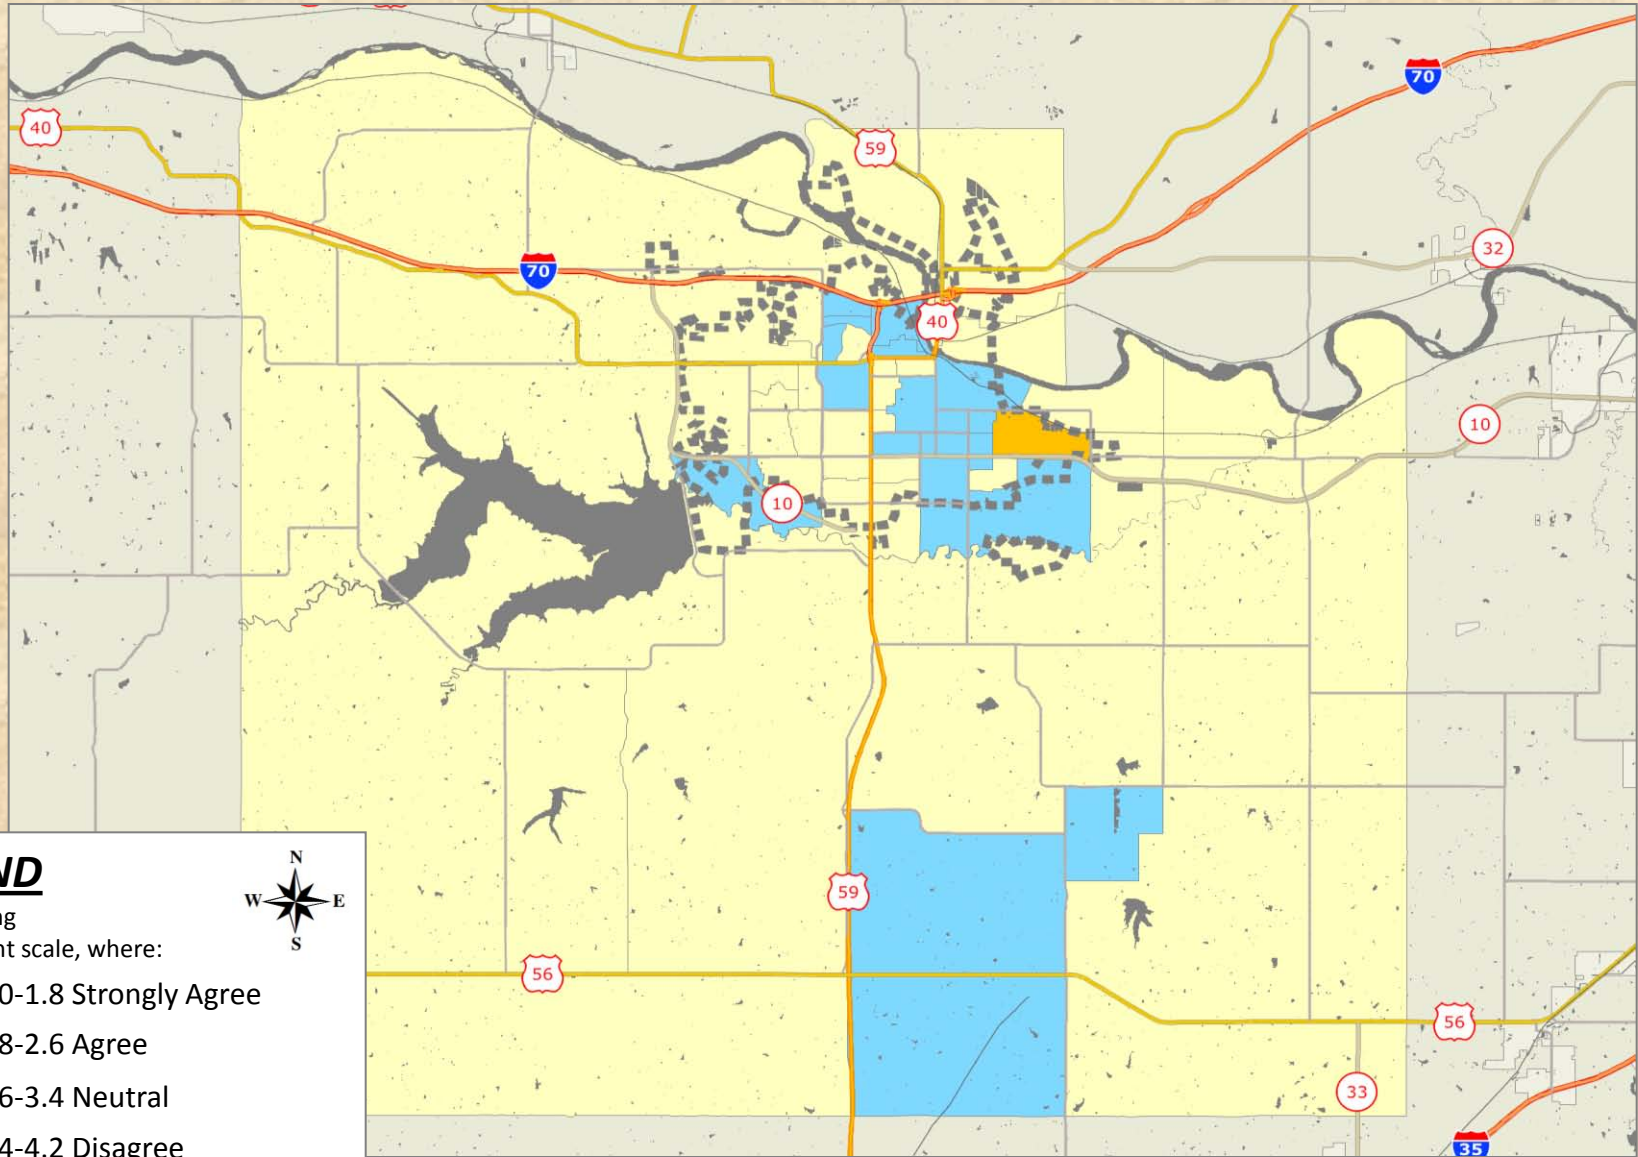 70
40
59
32
70
40
10
10
59
56
56
33
35
ND
N
W E
S
ng
nt scale, where:
0-1.8 Strongly Agree
8-2.6 Agree
6-3.4 Neutral
4-4.2 Disagree